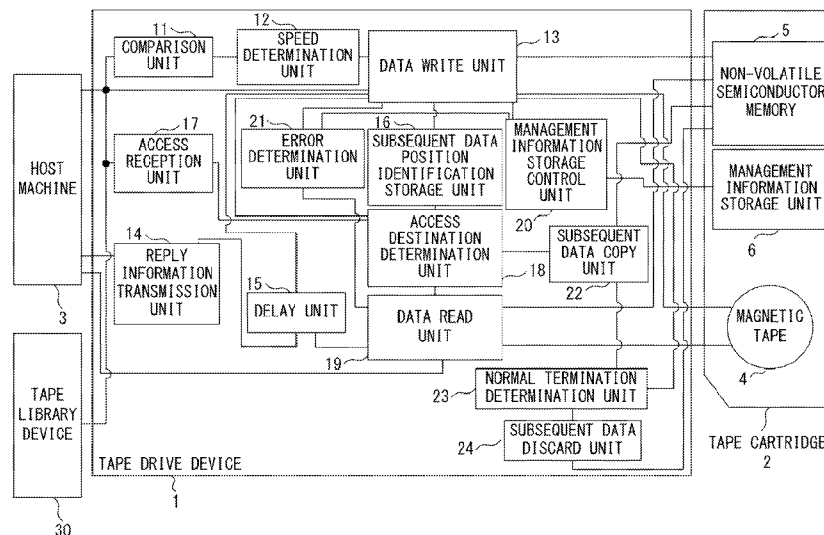 11
COMPARISON
UNIT
12
SPEED
DETERMINATION
UNIT
13
DATA WRITE UNIT
5
NON-VOLATILE
SEMICONDUCTOR
MEMORY
HOST
MACHINE
3
17
ACCESS
RECEPTION
UNIT
21
ERROR
DETERMINATION
UNIT
16
SUBSEQUENT DATA
POSITION
IDENTIFICATION
STORAGE UNIT
MANAGEMENT
INFORMATION
STORAGE
CONTROL
UNIT
20
MANAGEMENT
INFORMATION
STORAGE UNIT
6
14
REPLY
INFORMATION
TRANSMISSION
UNIT
15
DELAY UNIT
ACCESS
DESTINATION
DETERMINATION
UNIT
18
SUBSEQUENT
DATA COPY
UNIT
22
DATA READ
UNIT
19
MAGNETIC
TAPE
4
TAPE
LIBRARY
DEVICE
30
23
NORMAL TERMINATION
DETERMINATION UNIT
24
SUBSEQUENT DATA
DISCARD UNIT
TAPE DRIVE DEVICE
1
TAPE CARTRIDGE
2